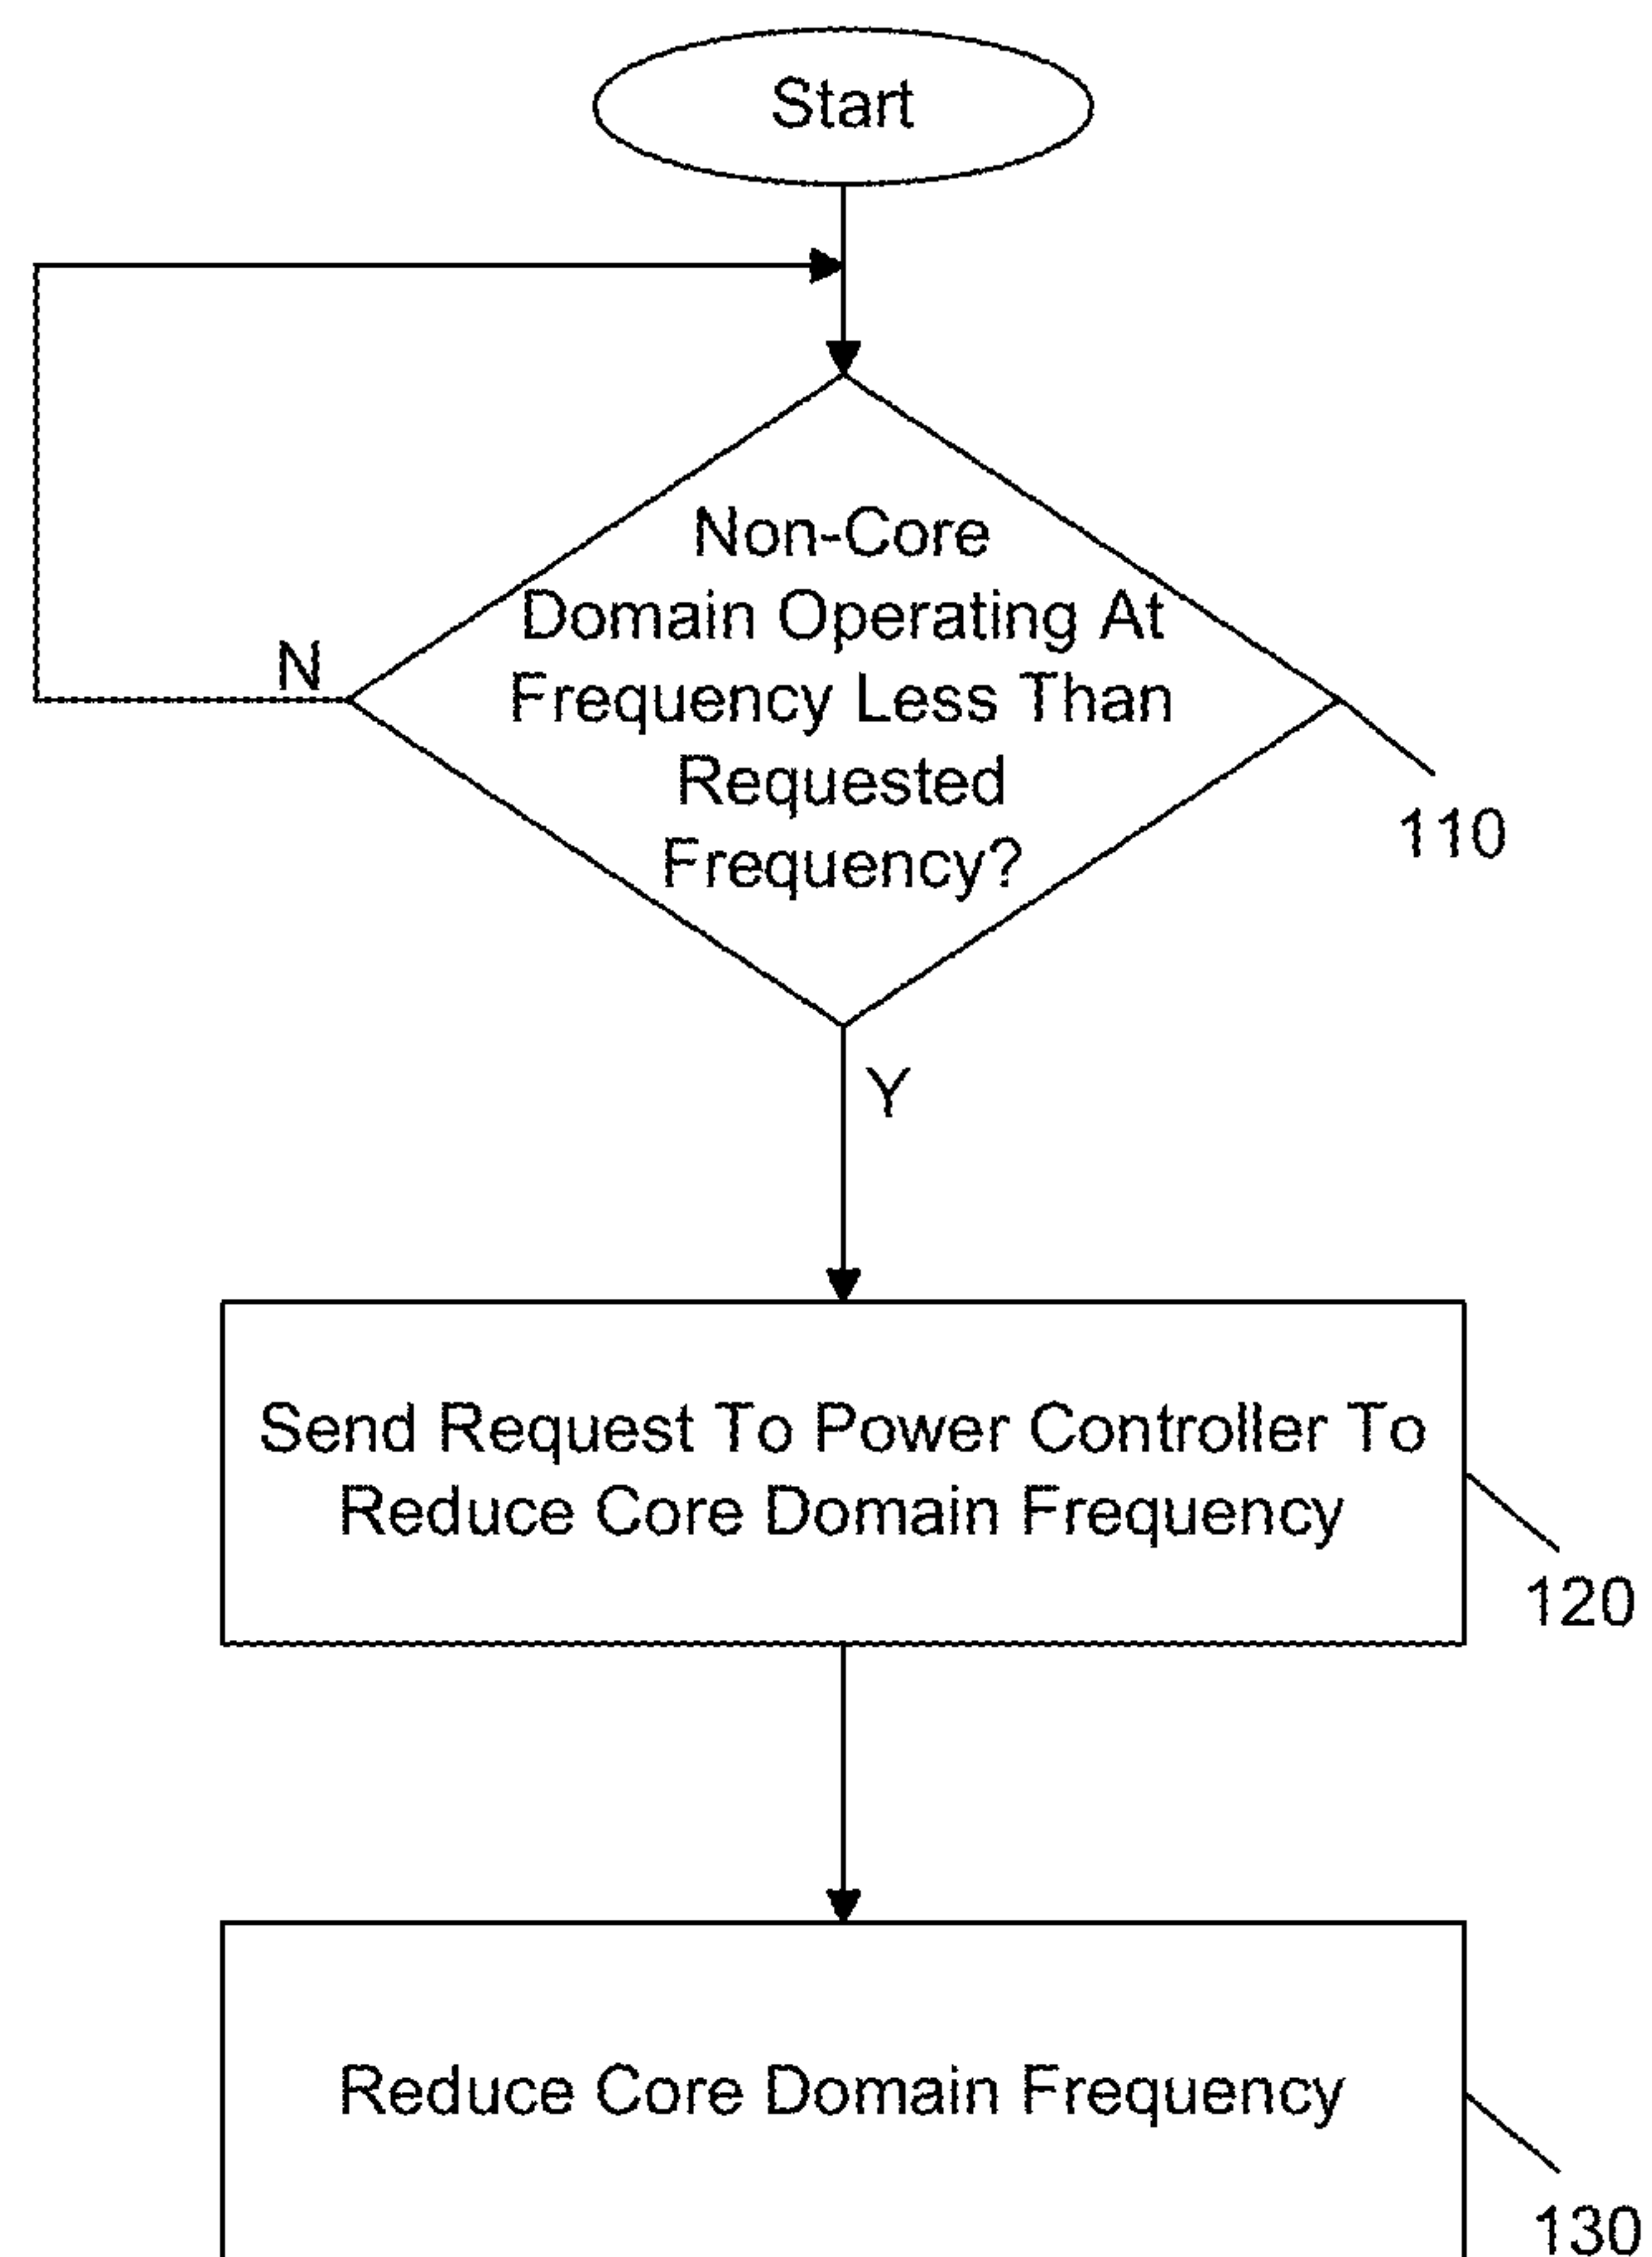 Start
Non-Core
Domain Operating At
Frequency Less Than
Requested
Frequency?
N
110
Y
Send Request To Power Controller To
Reduce Core Domain Frequency
120
Reduce Core Domain Frequency
130